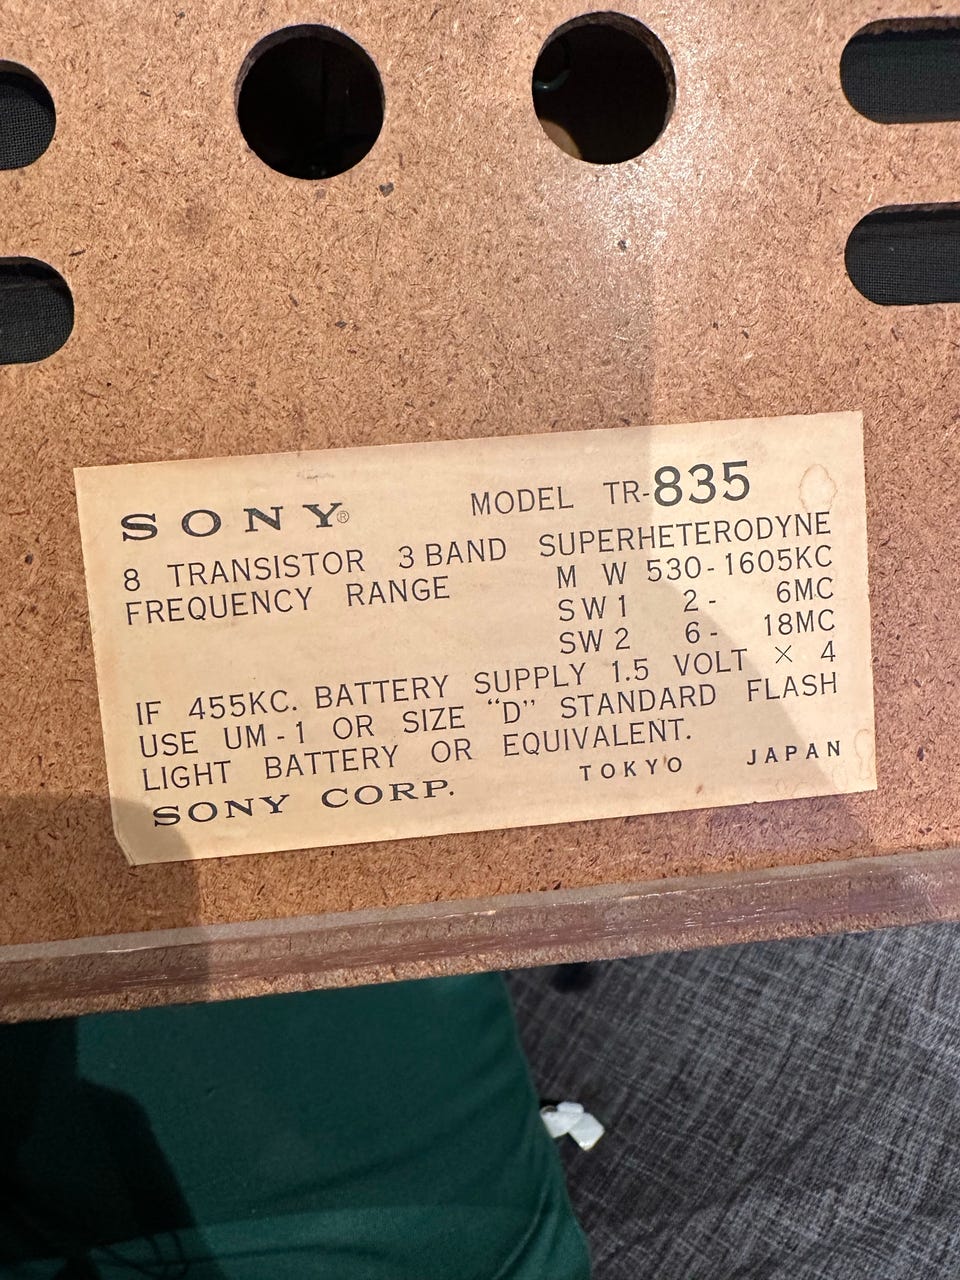 SONY® MODEL TR-835
8 TRANSISTOR 3 BAND SUPERHETERODYNE
FREQUENCY RANGE M W 530-1605KC
SW1 2- 6MC
SW2 6- 18MC
IF 455KC. BATTERY SUPPLY 1.5 VOLT × 4
USE UM-1 OR SIZE "D" STANDARD FLASH
LIGHT BATTERY OR EQUIVALENT.
SONY CORP. TOKYO JAPAN